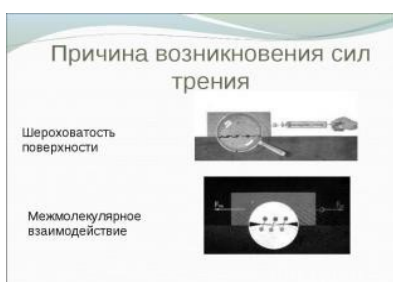 Причина возникновения сил
трения
Шероховатость
поверхности
Межмолекулярное
взаимодействие